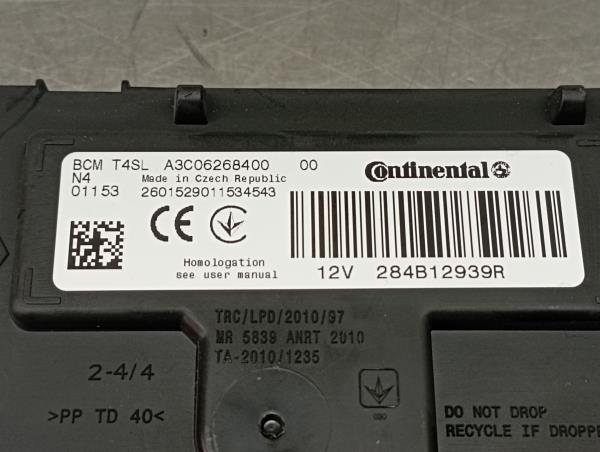 BCM T4SL A3C06268400 00
N4 Made in Czech Republic
01153 2601529011534543
Continental
CE
Homologation
see user manual
12V 284B12939R
TRC/LPD/2010/97
MR 5839 ANRT 2010
TA-2010/1235
2-4/4
>PP TD 40<
DO NOT DROP
RECYCLE IF DROPPE